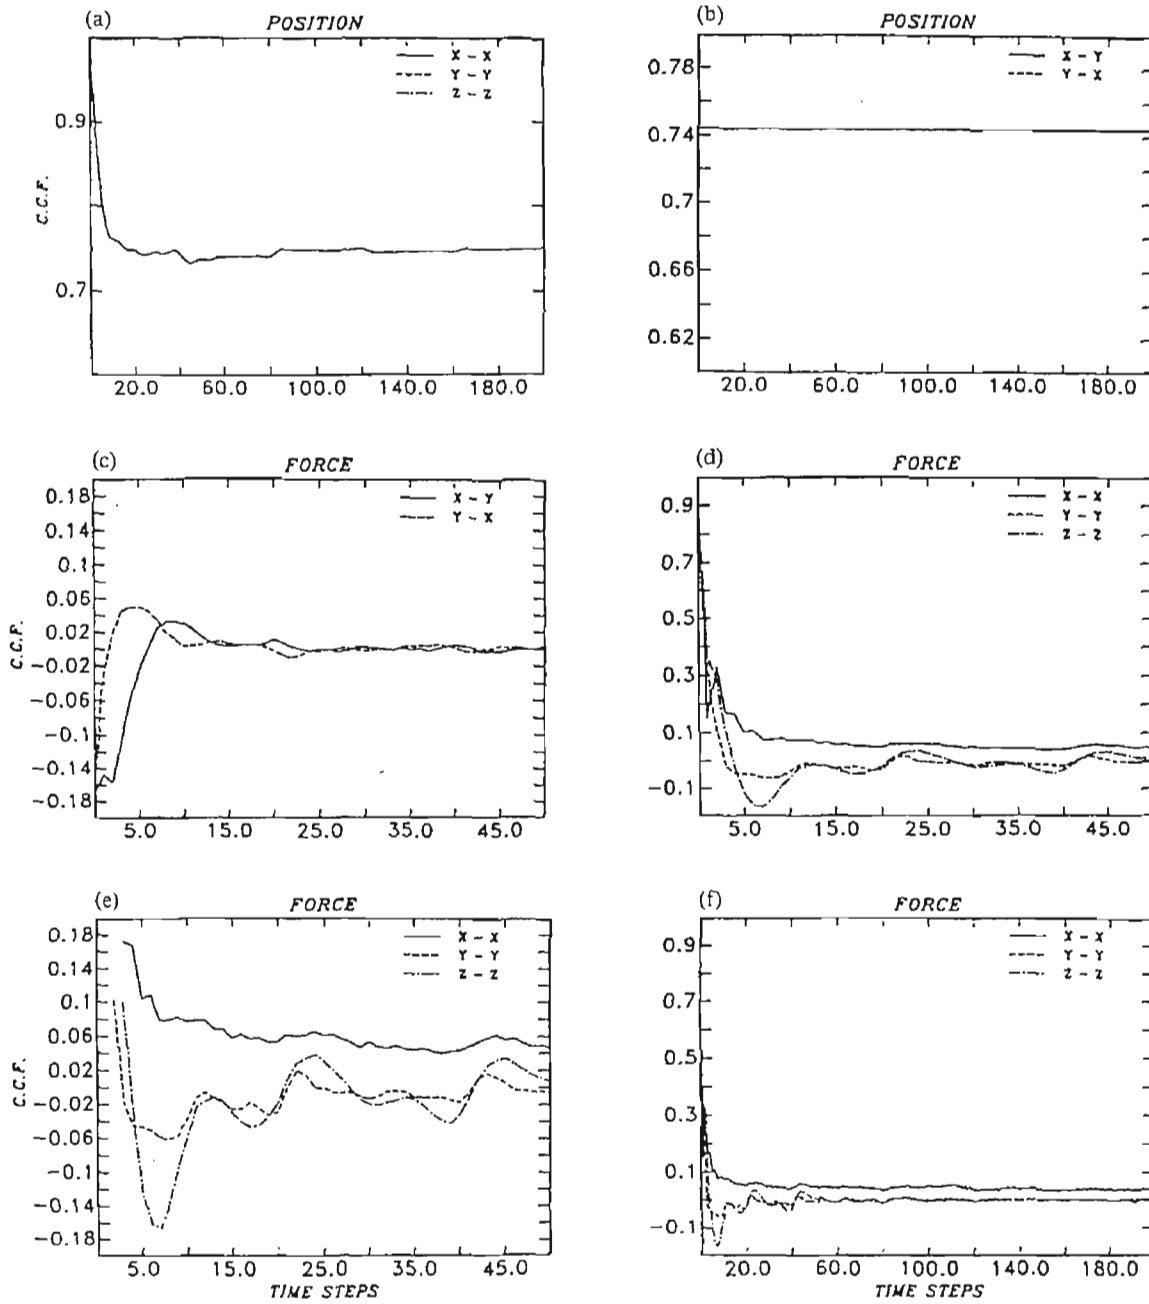 (a)
POSITION
X - X
Y - Y
Z - Z
0.9
0.7
C.C.F.
20.0 60.0 100.0 140.0 180.0
(b)
POSITION
X - Y
Y - X
0.78
0.74
0.7
0.66
0.62
20.0 60.0 100.0 140.0 180.0
(c)
FORCE
X - Y
Y - X
0.18
0.14
0.1
0.06
0.02
-0.02
-0.06
-0.1
-0.14
-0.18
C.C.F.
5.0 15.0 25.0 35.0 45.0
(d)
FORCE
X - X
Y - Y
Z - Z
0.9
0.7
0.5
0.3
0.1
-0.1
5.0 15.0 25.0 35.0 45.0
(e)
FORCE
X - X
Y - Y
Z - Z
0.18
0.14
0.1
0.06
0.02
-0.02
-0.06
-0.1
-0.14
-0.18
C.C.F.
5.0 15.0 25.0 35.0 45.0
TIME STEPS
(f)
FORCE
X - X
Y - Y
Z - Z
0.9
0.7
0.5
0.3
0.1
-0.1
20.0 60.0 100.0 140.0 180.0
TIME STEPS